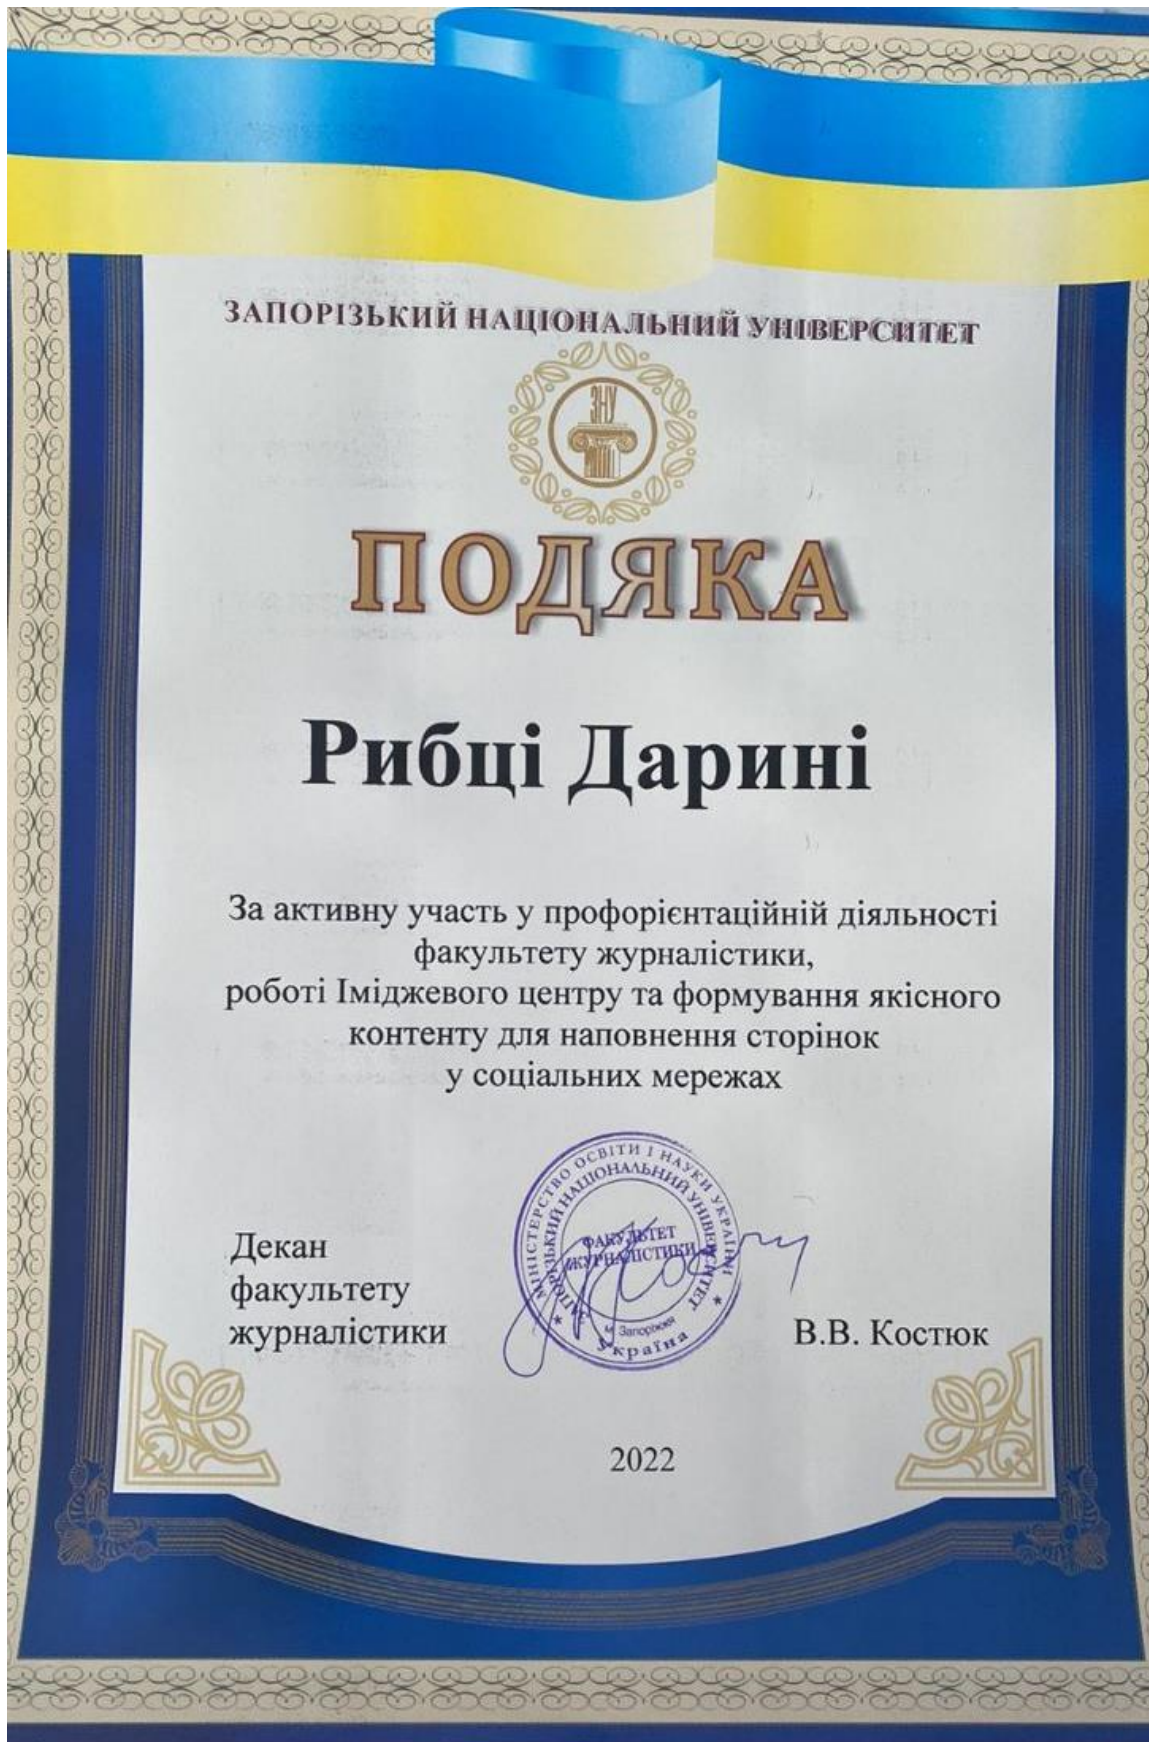 ЗАПОРІЗЬКИЙ НАЦІОНАЛЬНИЙ УНІВЕРСИТЕТ
ЗНУ
ПОДЯКА
Рибці Дарині
За активну участь у профорієнтаційній діяльності
факультету журналістики,
роботі Іміджевого центру та формування якісного
контенту для наповнення сторінок
у соціальних мережах
МІНІСТЕРСТВО ОСВІТИ І НАУКИ УКРАЇНИ
ЗАПОРІЗЬКИЙ НАЦІОНАЛЬНИЙ УНІВЕРСИТЕТ
ФАКУЛЬТЕТ
ЖУРНАЛІСТИКИ
м. Запоріжжя
Україна
Декан
факультету
журналістики
В.В. Костюк
2022